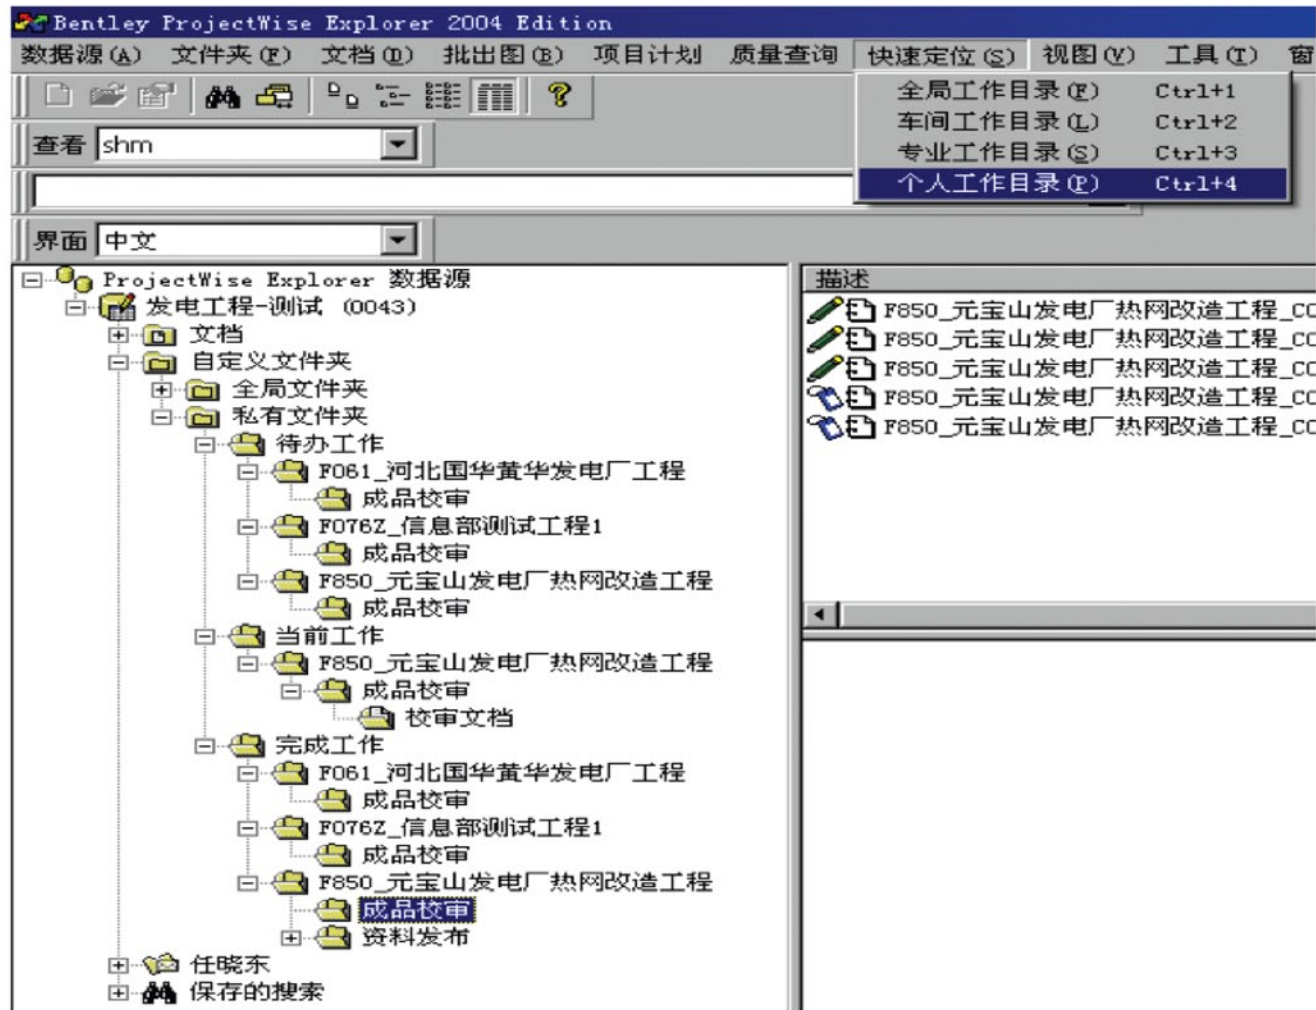 Bentley ProjectWise Explorer 2004 Edition
数据源(A) 文件夹(F) 文档(D) 批出图(B) 项目计划 质量查询 快速定位(S) 视图(V) 工具(T) 窗
全局工作目录(F) Ctrl+1
车间工作目录(L) Ctrl+2
专业工作目录(S) Ctrl+3
个人工作目录(P) Ctrl+4
查看 shm
界面 中文
ProjectWise Explorer 数据源
发电工程-测试 (0043)
文档
自定义文件夹
全局文件夹
私有文件夹
待办工作
F061_河北国华黄华发电厂工程
成品校审
F076Z_信息部测试工程1
成品校审
F850_元宝山发电厂热网改造工程
成品校审
当前工作
F850_元宝山发电厂热网改造工程
成品校审
校审文档
完成工作
F061_河北国华黄华发电厂工程
成品校审
F076Z_信息部测试工程1
成品校审
F850_元宝山发电厂热网改造工程
成品校审
资料发布
任晓东
保存的搜索
描述
F850_元宝山发电厂热网改造工程_CO
F850_元宝山发电厂热网改造工程_CO
F850_元宝山发电厂热网改造工程_CO
F850_元宝山发电厂热网改造工程_CO
F850_元宝山发电厂热网改造工程_CO